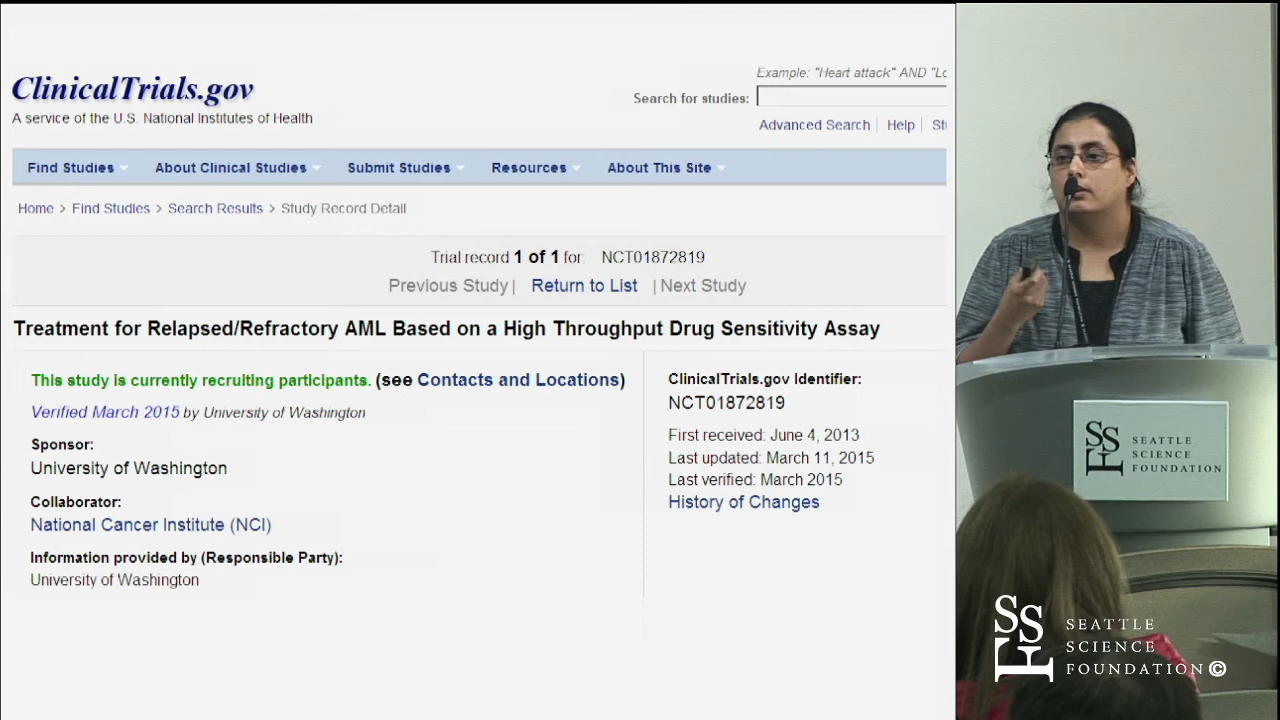 ClinicalTrials.gov
A service of the U.S. National Institutes of Health
Example: "Heart attack" AND "Lo
Search for studies:
Advanced Search | Help | Stu
Find Studies About Clinical Studies Submit Studies Resources About This Site
Home > Find Studies > Search Results > Study Record Detail
Trial record 1 of 1 for: NCT01872819
Previous Study | Return to List | Next Study
Treatment for Relapsed/Refractory AML Based on a High Throughput Drug Sensitivity Assay
This study is currently recruiting participants. (see Contacts and Locations)
Verified March 2015 by University of Washington
Sponsor:
University of Washington
Collaborator:
National Cancer Institute (NCI)
Information provided by (Responsible Party):
University of Washington
ClinicalTrials.gov Identifier:
NCT01872819
First received: June 4, 2013
Last updated: March 11, 2015
Last verified: March 2015
History of Changes
SSF
SEATTLE
SCIENCE
FOUNDATION
SSF
SEATTLE
SCIENCE
FOUNDATION©